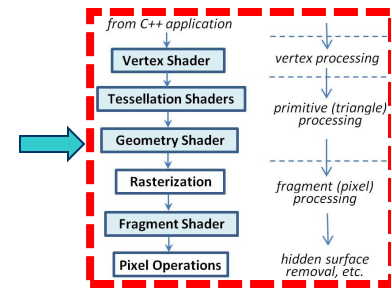 from C++ application
Vertex Shader
Tessellation Shaders
Geometry Shader
Rasterization
Fragment Shader
Pixel Operations
vertex processing
primitive (triangle)
processing
fragment (pixel)
processing
hidden surface
removal, etc.